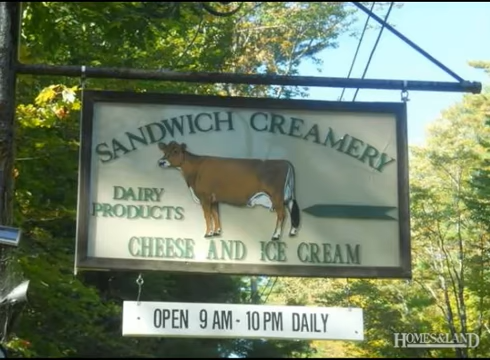 SANDWICH CREAMERY
DAIRY
PRODUCTS
CHEESE AND ICE CREAM
OPEN 9 AM - 10 PM DAILY
HOMES&LAND